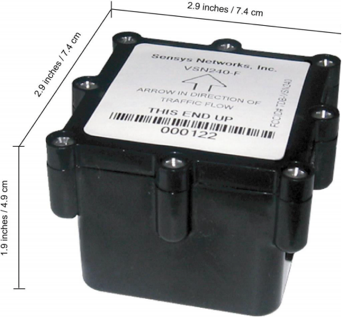 2.9 inches / 7.4 cm
2.9 inches / 7.4 cm
1.9 inches / 4.9 cm
Sensys Networks, Inc.
VSN240-F
ARROW IN DIRECTION OF
TRAFFIC FLOW
THIS END UP
000122